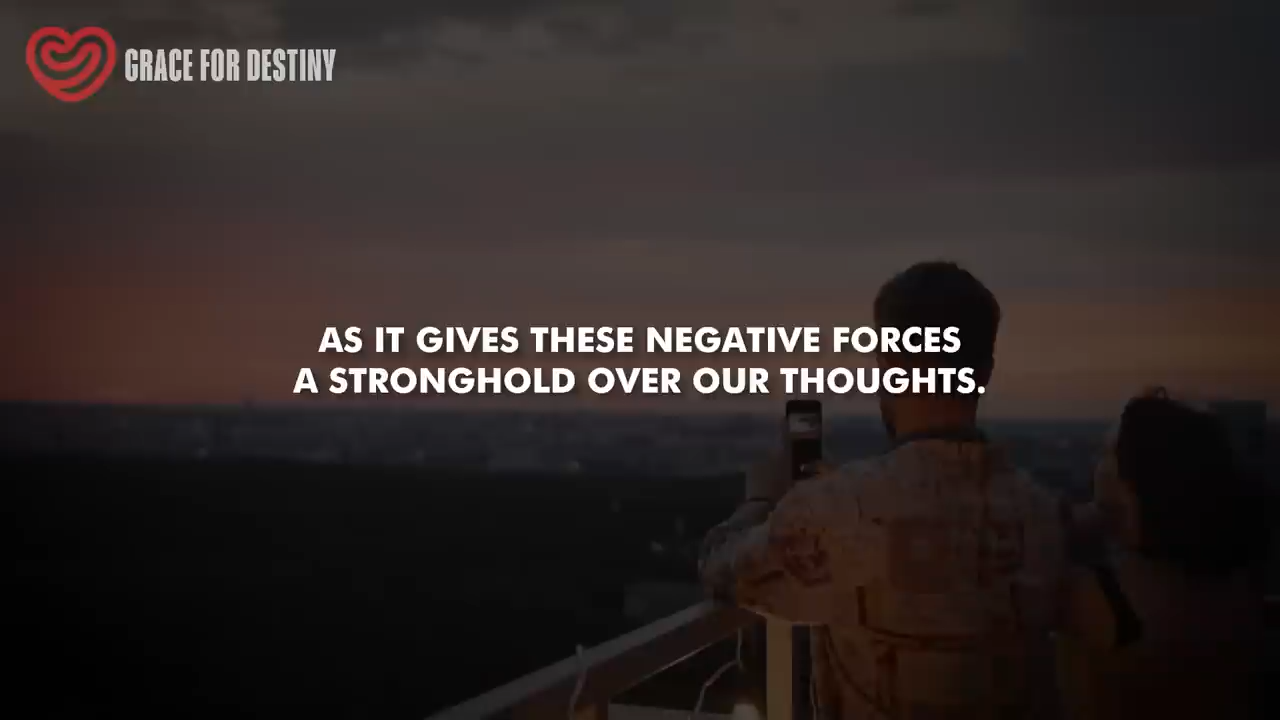 GRACE FOR DESTINY
AS IT GIVES THESE NEGATIVE FORCES
A STRONGHOLD OVER OUR THOUGHTS.